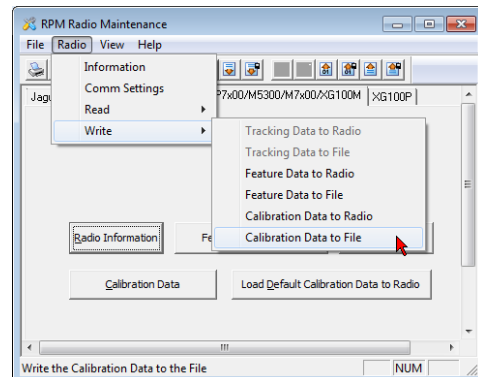 RPM Radio Maintenance
File Radio View Help
Information
Comm Settings
Read
Write
P7x00/M5300/M7x00/XG100M XG100P
Tracking Data to Radio
Tracking Data to File
Feature Data to Radio
Feature Data to File
Calibration Data to Radio
Calibration Data to File
Radio Information
Calibration Data
Load Default Calibration Data to Radio
Write the Calibration Data to the File
NUM